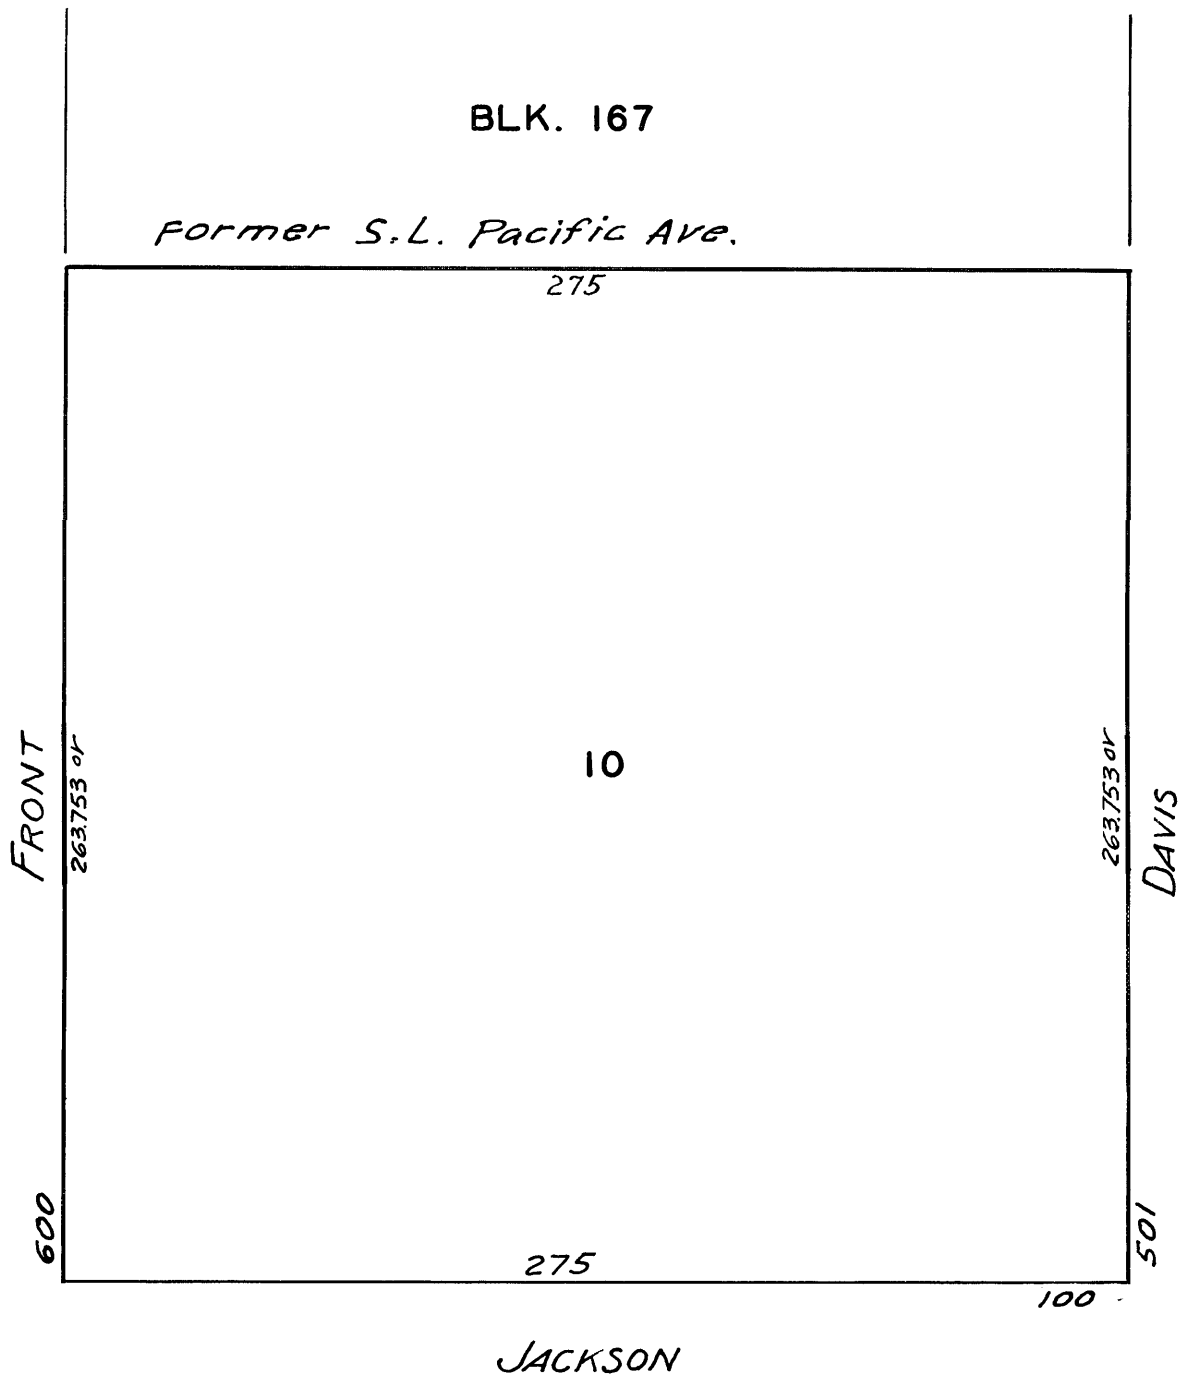 BLK. 167
Former S.L. Pacific Ave.
275
FRONT
263.753 or
10
263.753 or
DAVIS
600
275
501
100
JACKSON